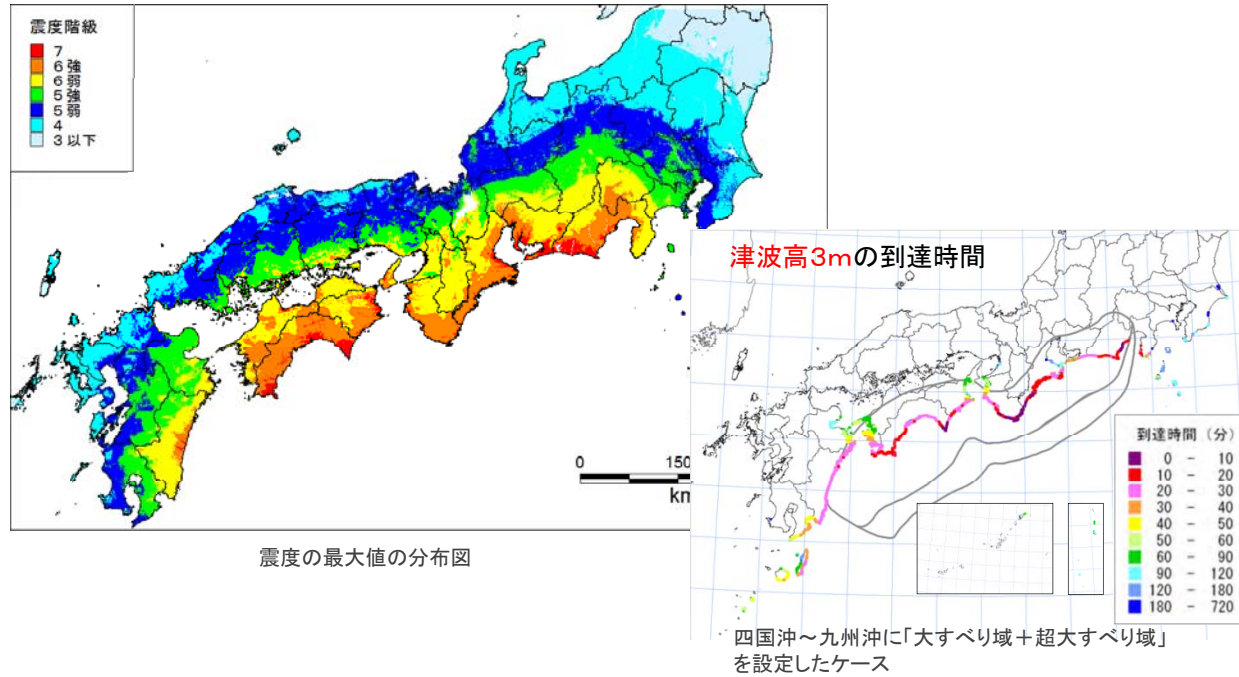 震度階級
7
6強
6弱
5強
5弱
4
3以下
0 150
km
震度の最大値の分布図
津波高3mの到達時間
到達時間（分）
0 － 10
10 － 20
20 － 30
30 － 40
40 － 50
50 － 60
60 － 90
90 － 120
120 － 180
180 － 720
四国沖～九州沖に「大すべり域＋超大すべり域」
を設定したケース